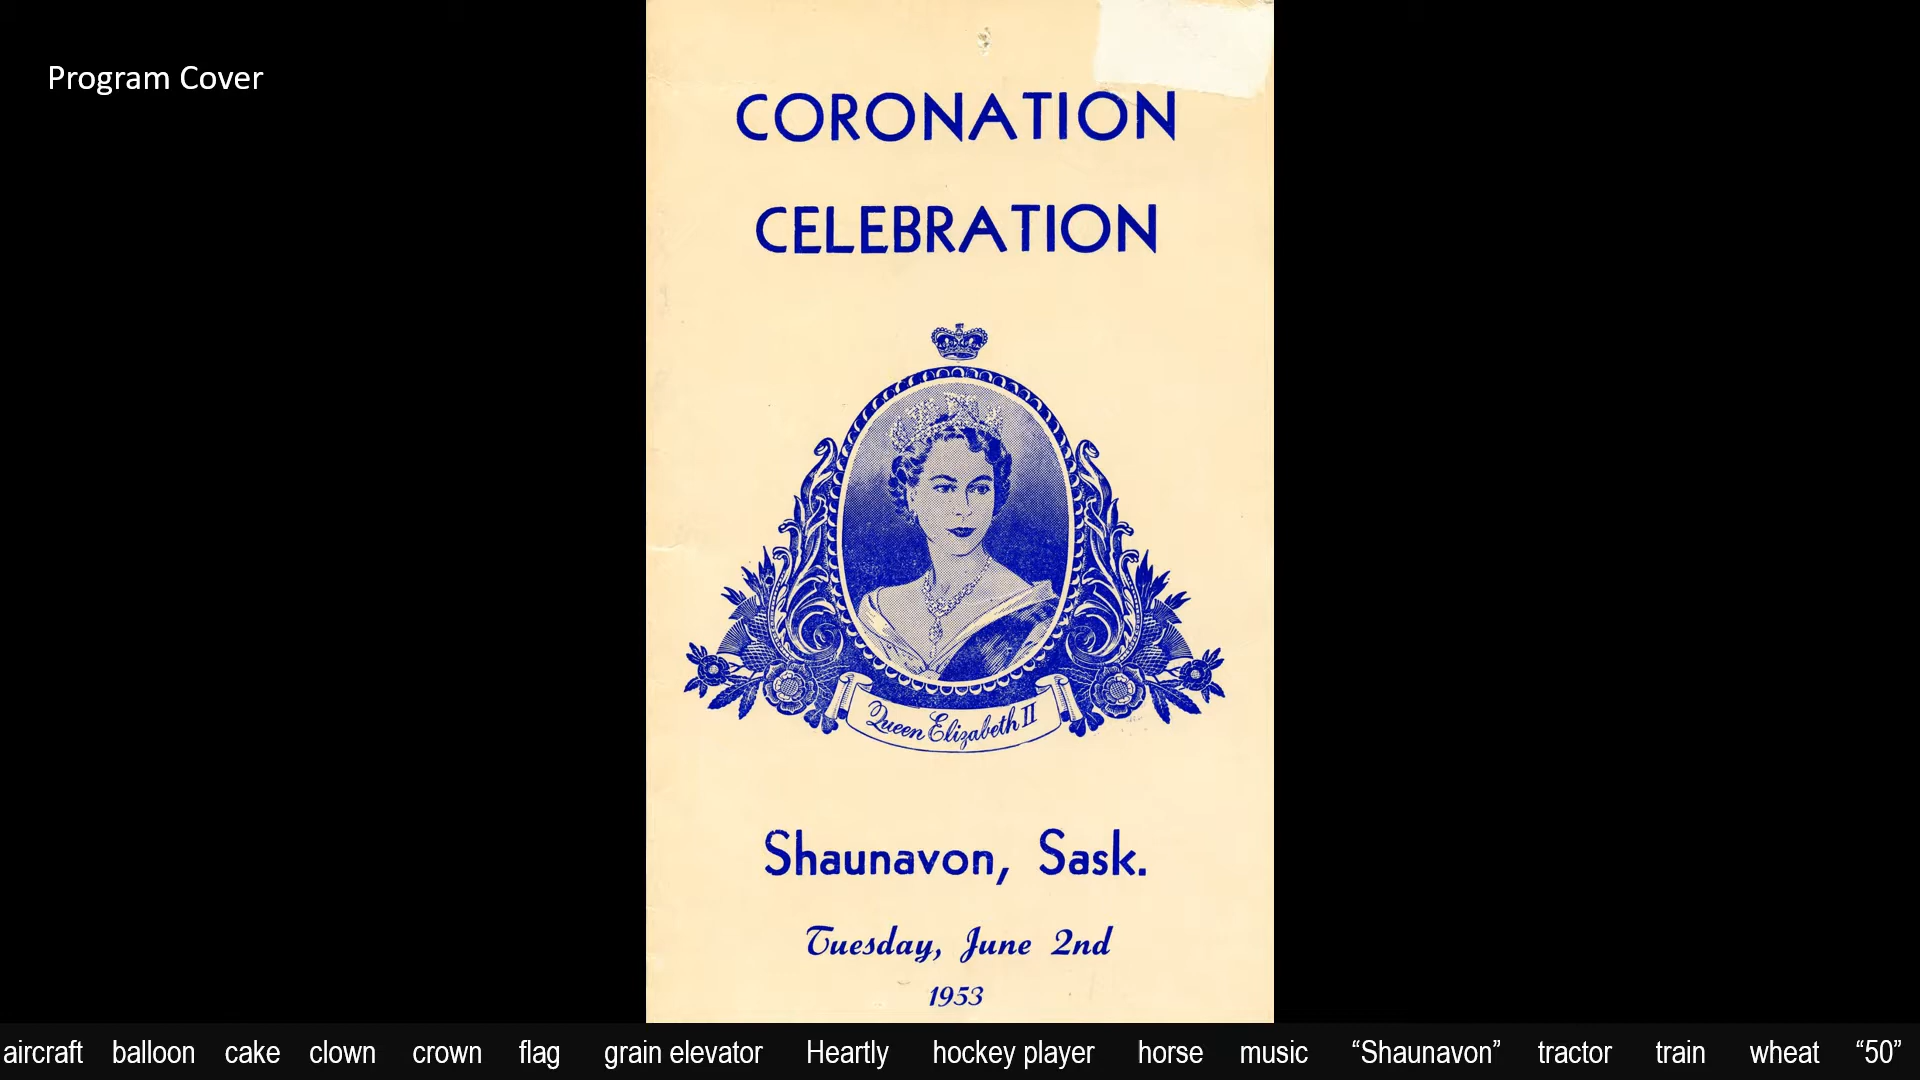 Program Cover
CORONATION
CELEBRATION
Queen Elizabeth II
Shaunavon, Sask.
Tuesday, June 2nd
1953
aircraft balloon cake clown crown flag grain elevator Heartly hockey player horse music “Shaunavon” tractor train wheat “50”